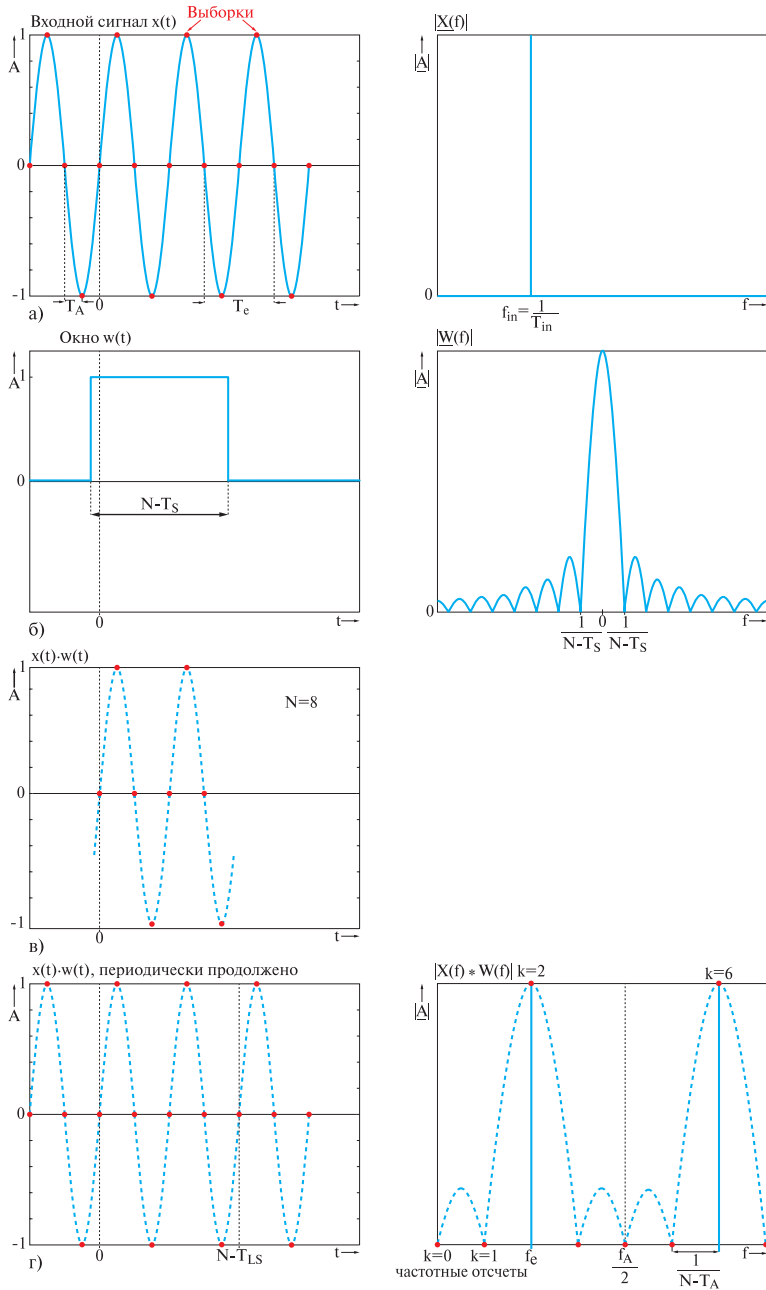 Входной сигнал x(t)
Выборки
|X(f)|
A
1
0
-1
T_A
0
T_e
t
а)
|A|
0
f_in = 1/T_in
f
Окно w(t)
A
1
0
N-T_S
0
t
б)
|W(f)|
|A|
0
1/N-T_S
0
1/N-T_S
f
x(t)·w(t)
A
1
0
-1
N=8
0
t
в)
x(t)·w(t), периодически продолжено
A
1
0
-1
0
N-T_LS
t
г)
|X(f) * W(f)|
k=2
k=6
|A|
k=0
k=1
f_e
f_A/2
1/N-T_A
f
частотные отсчеты